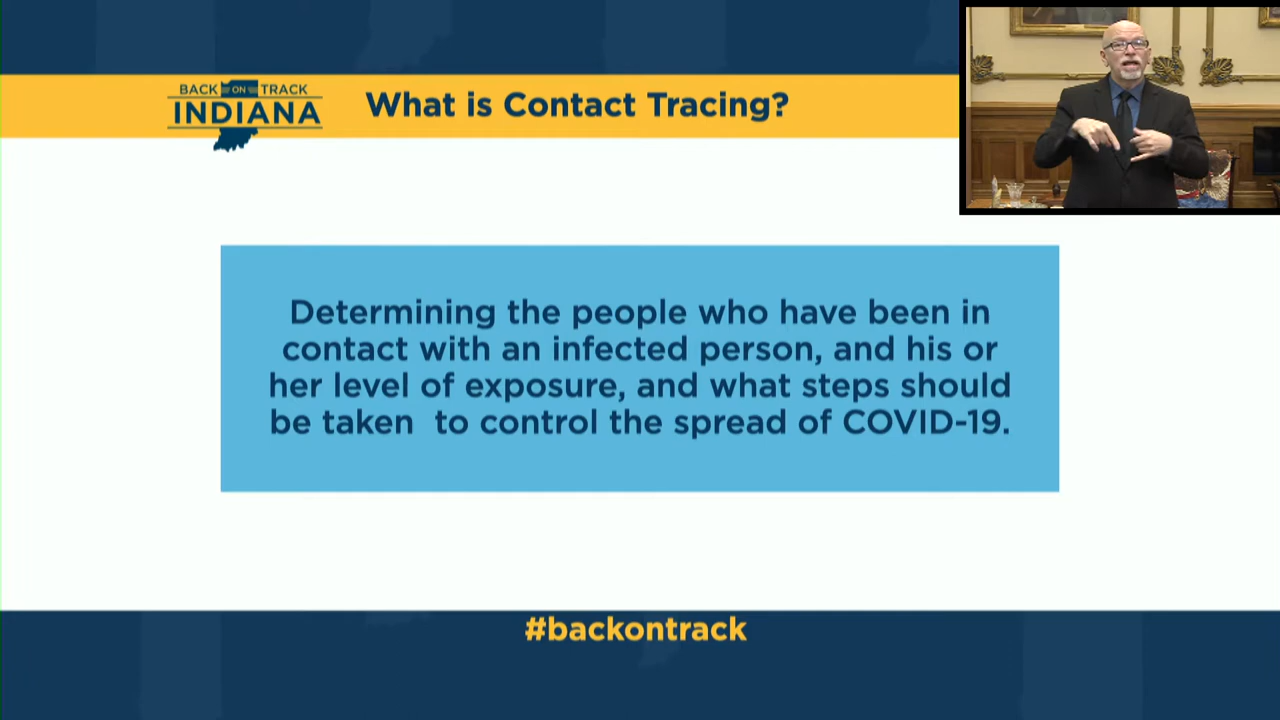 BACK ON TRACK
INDIANA
What is Contact Tracing?
Determining the people who have been in
contact with an infected person, and his or
her level of exposure, and what steps should
be taken  to control the spread of COVID-19.
#backontrack